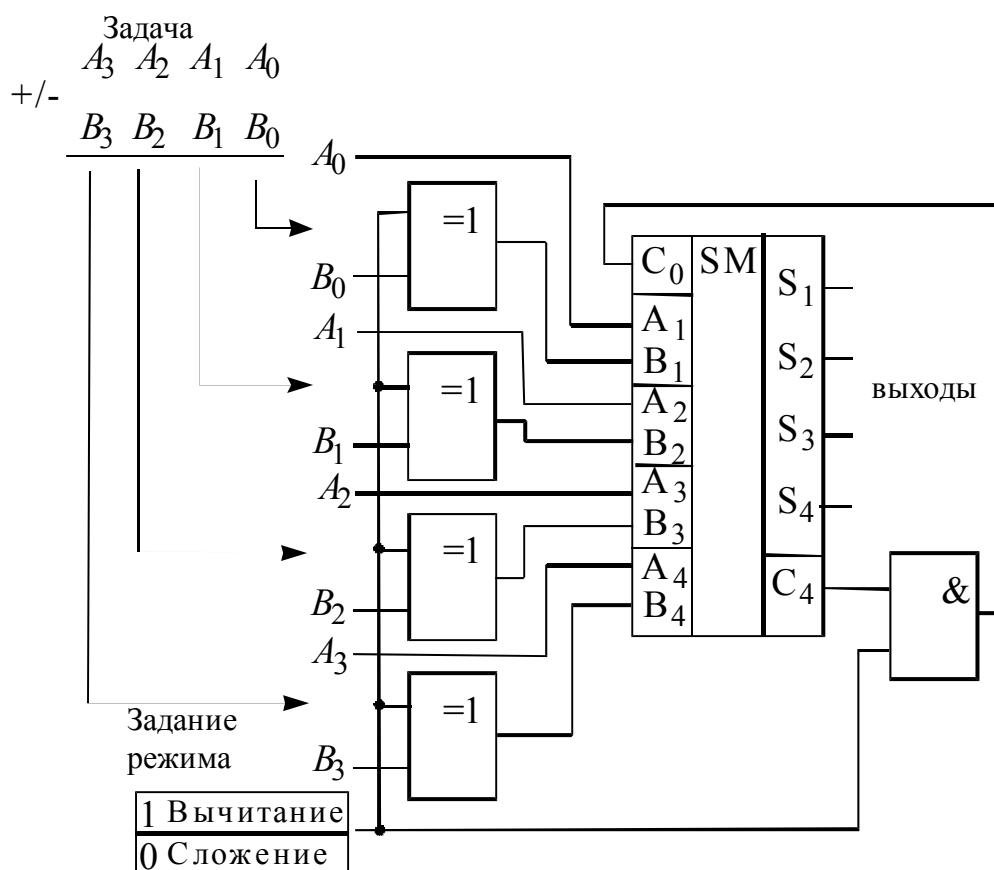 Задача
A3 A2 A1 A0
+/-
B3 B2 B1 B0
A0
=1
B0
A1
=1
B1
A2
=1
B2
A3
=1
B3
C0 SM S1
A1
B1 S2
A2
B2 S3
A3
B3 S4
A4
B4 C4
выходы
&
Задание
режима
1 Вычитание
0 Сложение